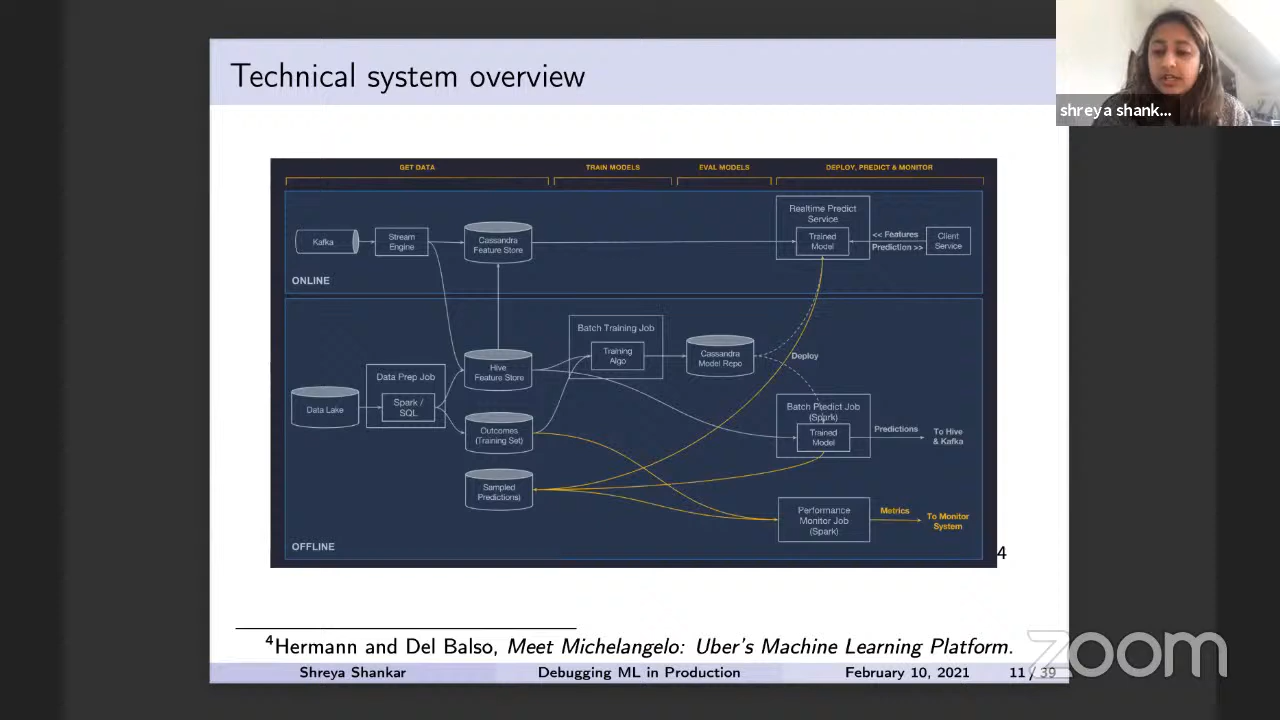 Technical system overview
shreya shank...
GET DATA
TRAIN MODELS
EVAL MODELS
DEPLOY, PREDICT & MONITOR
Kafka
Stream
Engine
Cassandra
Feature Store
Realtime Predict
Service
Trained
Model
<< Features
Prediction >>
Client
Service
ONLINE
Data Lake
Data Prep Job
Spark /
SQL
Hive
Feature Store
Outcomes
(Training Set)
Sampled
Predictions)
Batch Training Job
Training
Algo
Cassandra
Model Repo
Deploy
Batch Predict Job
(Spark)
Trained
Model
Predictions
To Hive
& Kafka
Performance
Monitor Job
(Spark)
Metrics
To Monitor
System
OFFLINE
4
4Hermann and Del Balso, Meet Michelangelo: Uber's Machine Learning Platform.
Shreya Shankar
Debugging ML in Production
February 10, 2021
11 / 39
zoom